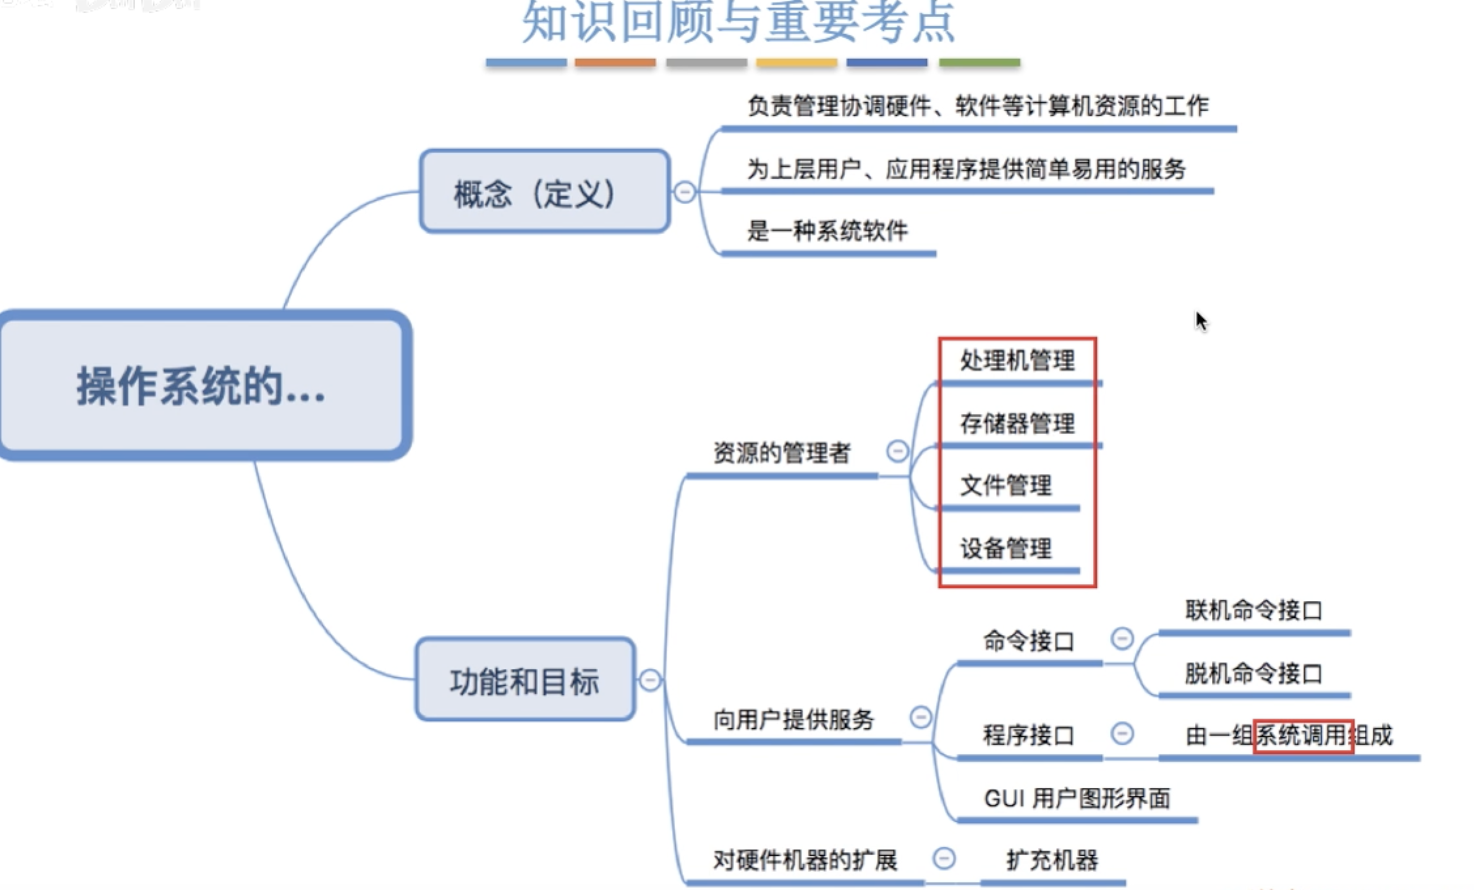 知识回顾与重要考点
负责管理协调硬件、软件等计算机资源的工作
为上层用户、应用程序提供简单易用的服务
概念（定义）
是一种系统软件
操作系统的...
处理机管理
存储器管理
资源的管理者
文件管理
设备管理
联机命令接口
命令接口
脱机命令接口
功能和目标
向用户提供服务
程序接口
由一组系统调用组成
GUI 用户图形界面
对硬件机器的扩展
扩充机器